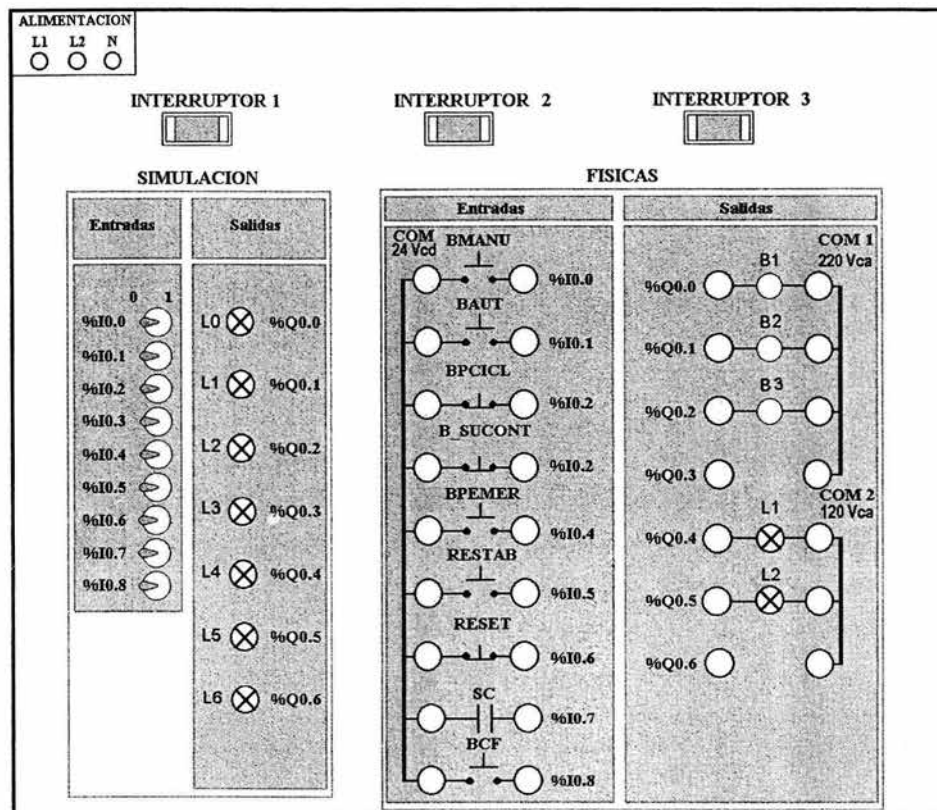 ALIMENTACION
L1 L2 N
INTERRUPTOR 1
INTERRUPTOR 2
INTERRUPTOR 3
SIMULACION
Entradas
Salidas
0 1
%I0.0
%I0.1
%I0.2
%I0.3
%I0.4
%I0.5
%I0.6
%I0.7
%I0.8
L0 %Q0.0
L1 %Q0.1
L2 %Q0.2
L3 %Q0.3
L4 %Q0.4
L5 %Q0.5
L6 %Q0.6
FISICAS
Entradas
COM
24 Vcd
BMANU
%I0.0
BAUT
%I0.1
BPCICL
%I0.2
B_SUCONT
%I0.2
BPEMER
%I0.4
RESTAB
%I0.5
RESET
%I0.6
SC
%I0.7
BCF
%I0.8
Salidas
COM 1
220 Vca
B1
%Q0.0
B2
%Q0.1
B3
%Q0.2
%Q0.3
COM 2
120 Vca
L1
%Q0.4
L2
%Q0.5
%Q0.6